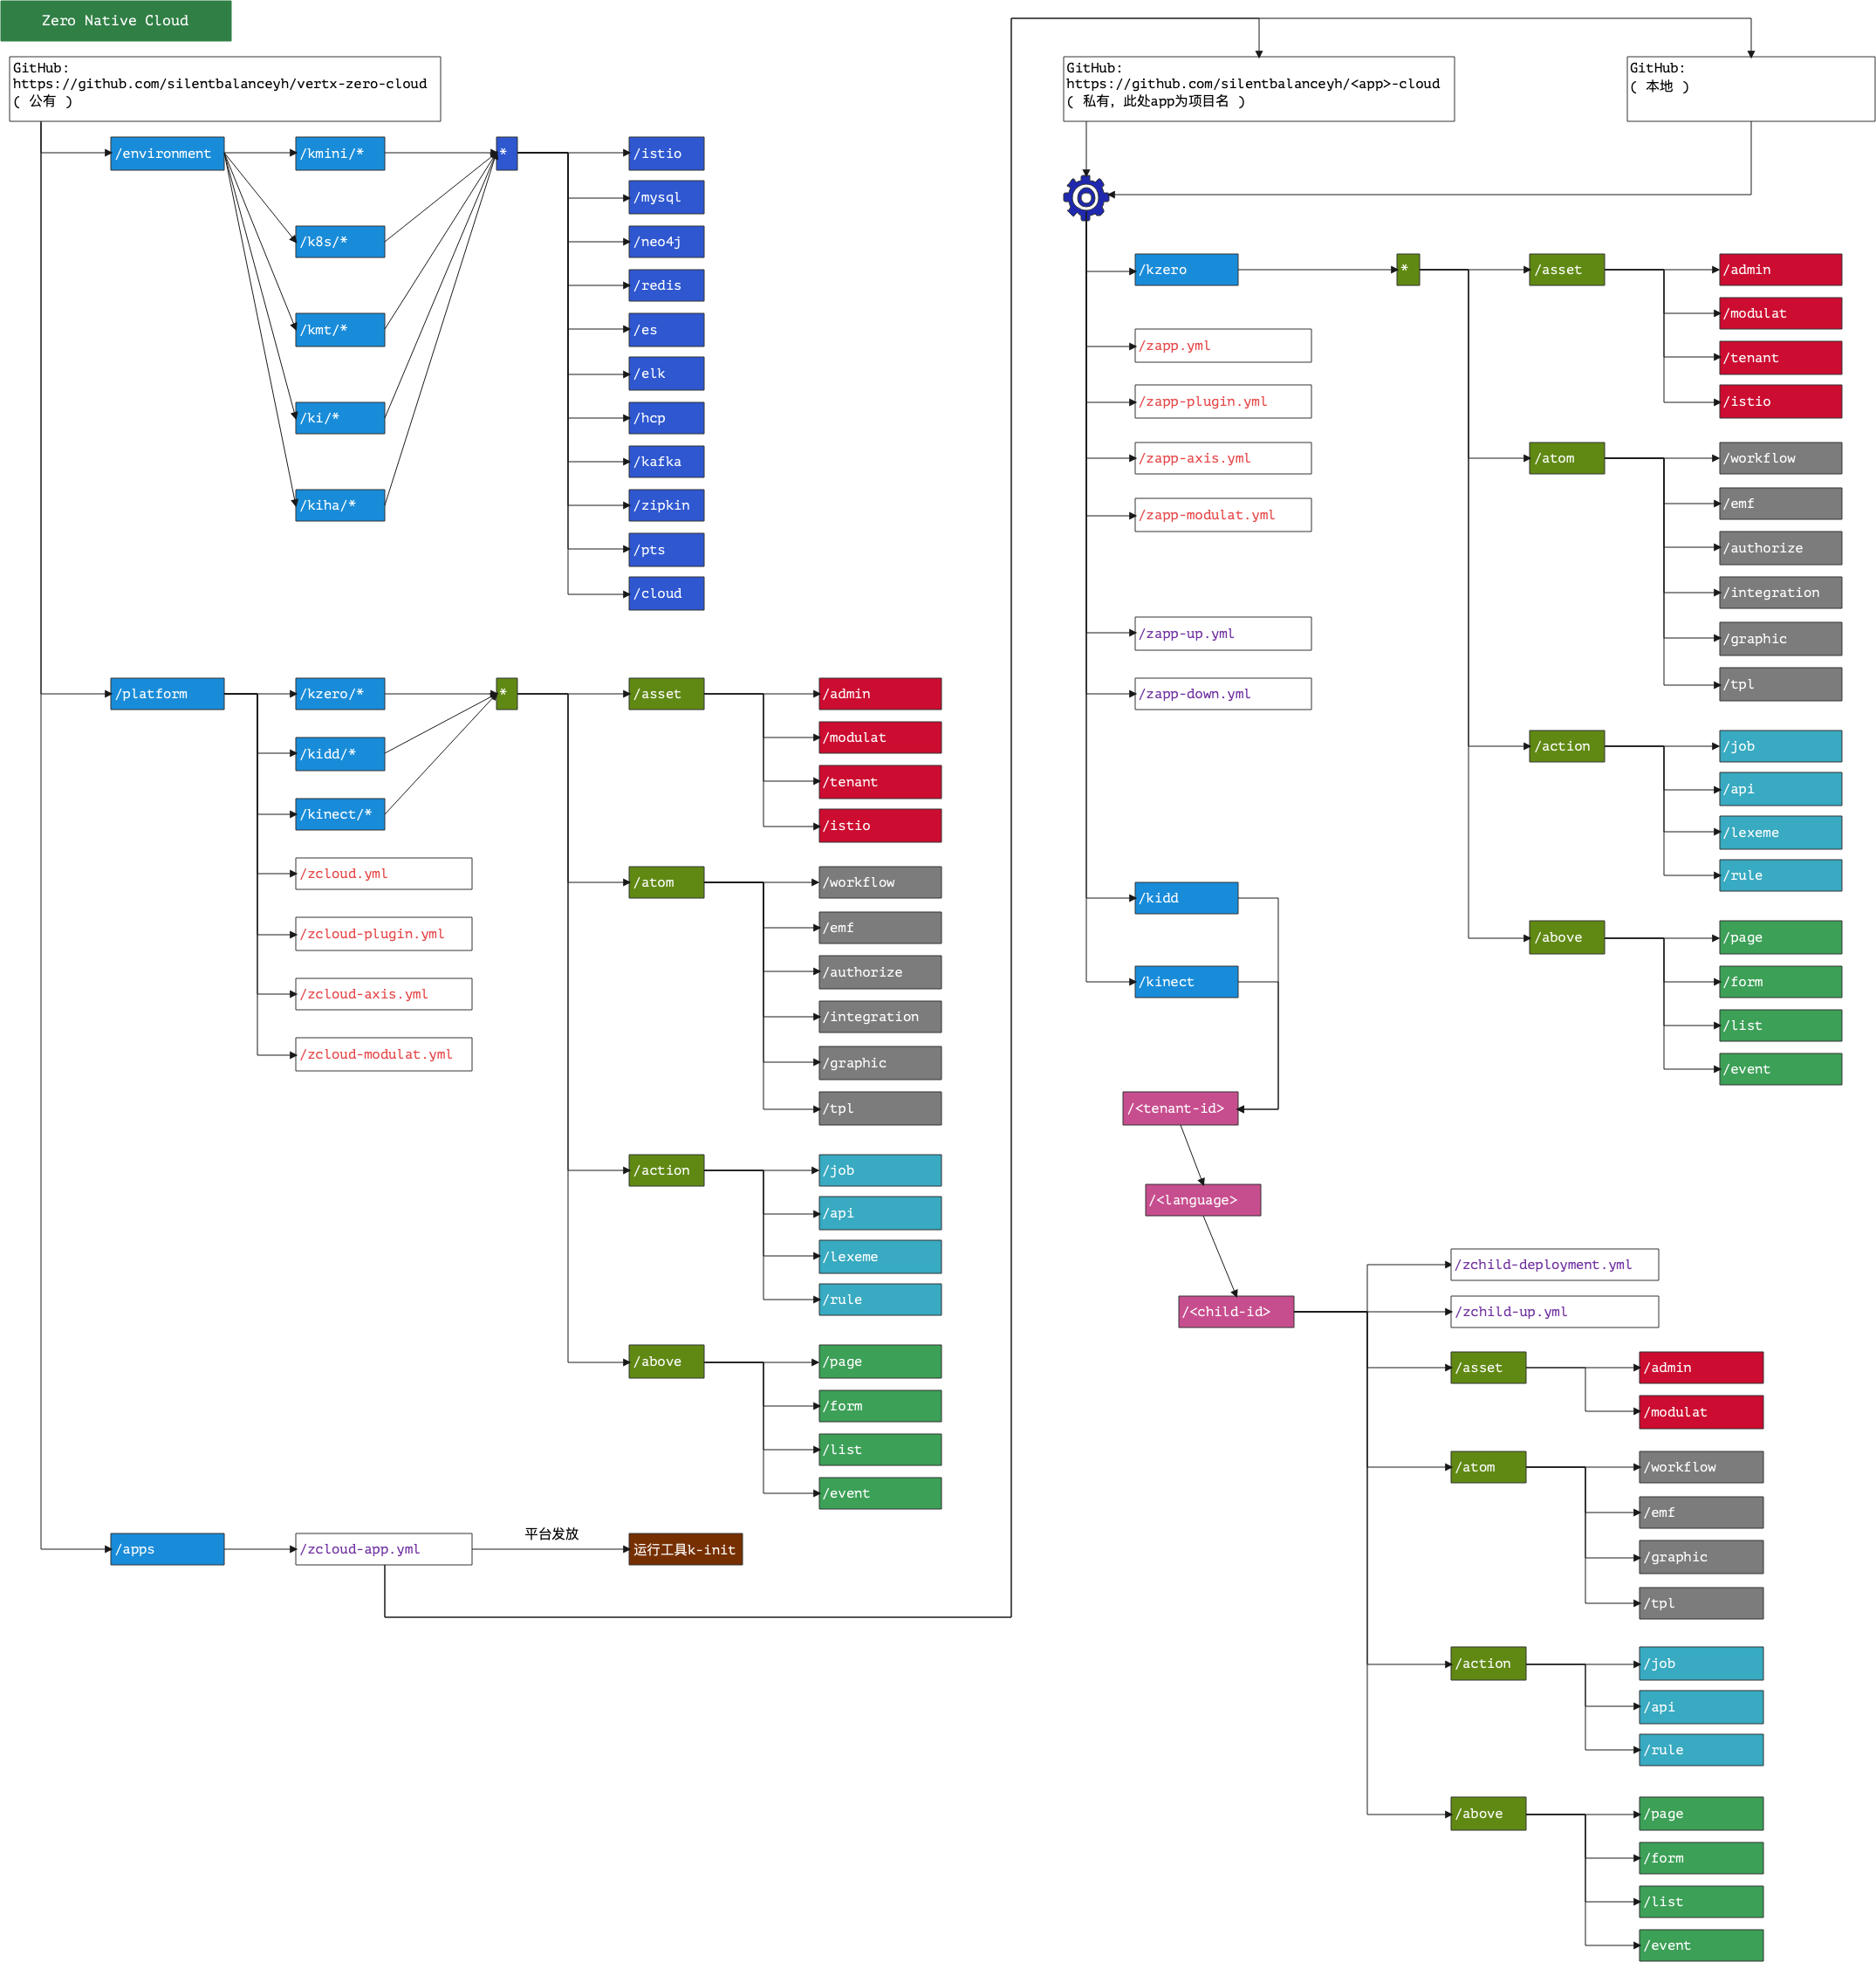 Zero Native Cloud
GitHub:
https://github.com/silentbalanceyh/vertx-zero-cloud
( 公有 )
/environment
/kmini/*
/k8s/*
/kmt/*
/ki/*
/kiha/*
*
/istio
/mysql
/neo4j
/redis
/es
/elk
/hcp
/kafka
/zipkin
/pts
/cloud
/platform
/kzero/*
/kidd/*
/kinect/*
/zcloud.yml
/zcloud-plugin.yml
/zcloud-axis.yml
/zcloud-modulat.yml
*
/asset
/admin
/modulat
/tenant
/istio
/atom
/workflow
/emf
/authorize
/integration
/graphic
/tpl
/action
/job
/api
/lexeme
/rule
/above
/page
/form
/list
/event
/apps
/zcloud-app.yml
平台发放
运行工具k-init
GitHub:
https://github.com/silentbalanceyh/<app>-cloud
( 私有，此处app为项目名 )
GitHub:
( 本地 )
/kzero
/zapp.yml
/zapp-plugin.yml
/zapp-axis.yml
/zapp-modulat.yml
/zapp-up.yml
/zapp-down.yml
/kidd
/kinect
*
/asset
/admin
/modulat
/tenant
/istio
/atom
/workflow
/emf
/authorize
/integration
/graphic
/tpl
/action
/job
/api
/lexeme
/rule
/above
/page
/form
/list
/event
/<tenant-id>
/<language>
/<child-id>
/zchild-deployment.yml
/zchild-up.yml
/asset
/admin
/modulat
/atom
/workflow
/emf
/graphic
/tpl
/action
/job
/api
/rule
/above
/page
/form
/list
/event